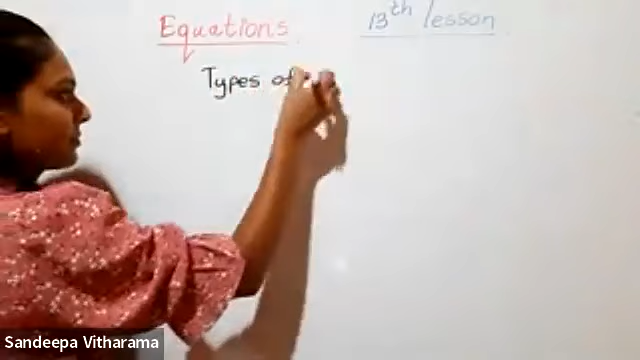 Equations 13th lesson
Types of
Sandeepa Vitharama